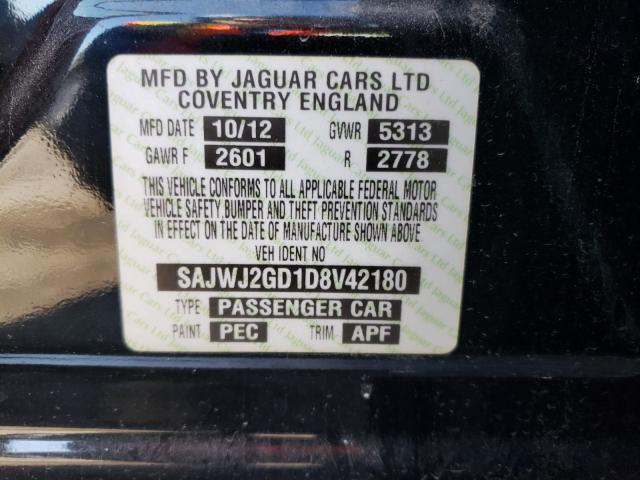 MFD BY JAGUAR CARS LTD
COVENTRY ENGLAND
MFD DATE 10/12 GVWR 5313
GAWR F 2601 R 2778
THIS VEHICLE CONFORMS TO ALL APPLICABLE FEDERAL MOTOR
VEHICLE SAFETY, BUMPER AND THEFT PREVENTION STANDARDS
IN EFFECT ON THE DATE OF MANUFACTURE SHOWN ABOVE
VEH IDENT NO
SAJWJ2GD1D8V42180
TYPE PASSENGER CAR
PAINT PEC TRIM APF